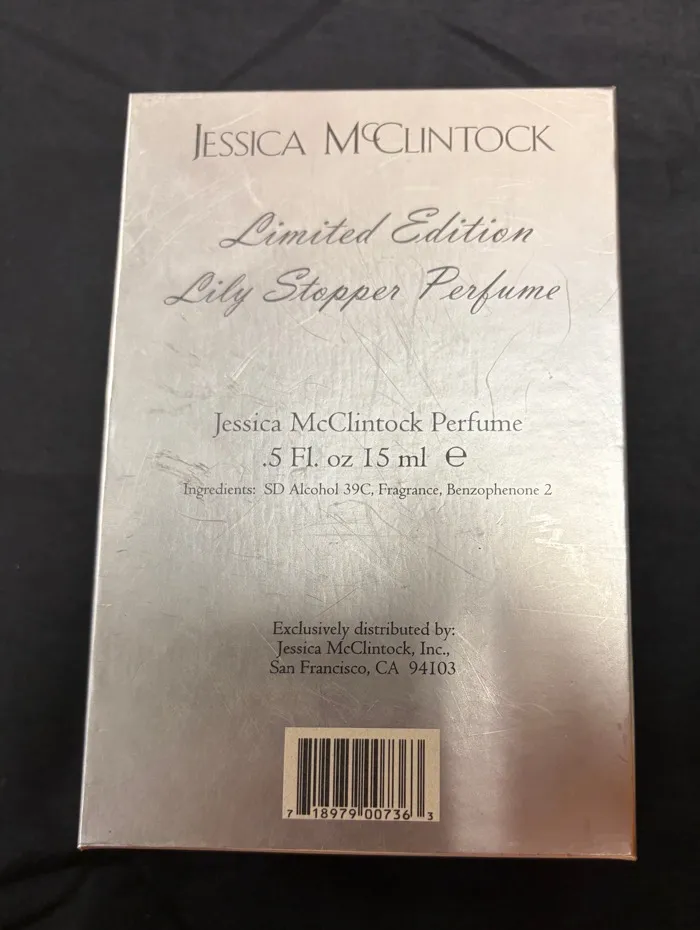 JESSICA McCLINTOCK
Limited Edition
Lily Stopper Perfume
Jessica McClintock Perfume
.5 Fl. oz 15 ml ℮
Ingredients: SD Alcohol 39C, Fragrance, Benzophenone 2
Exclusively distributed by:
Jessica McClintock, Inc.,
San Francisco, CA 94103
7 18979 00736 3